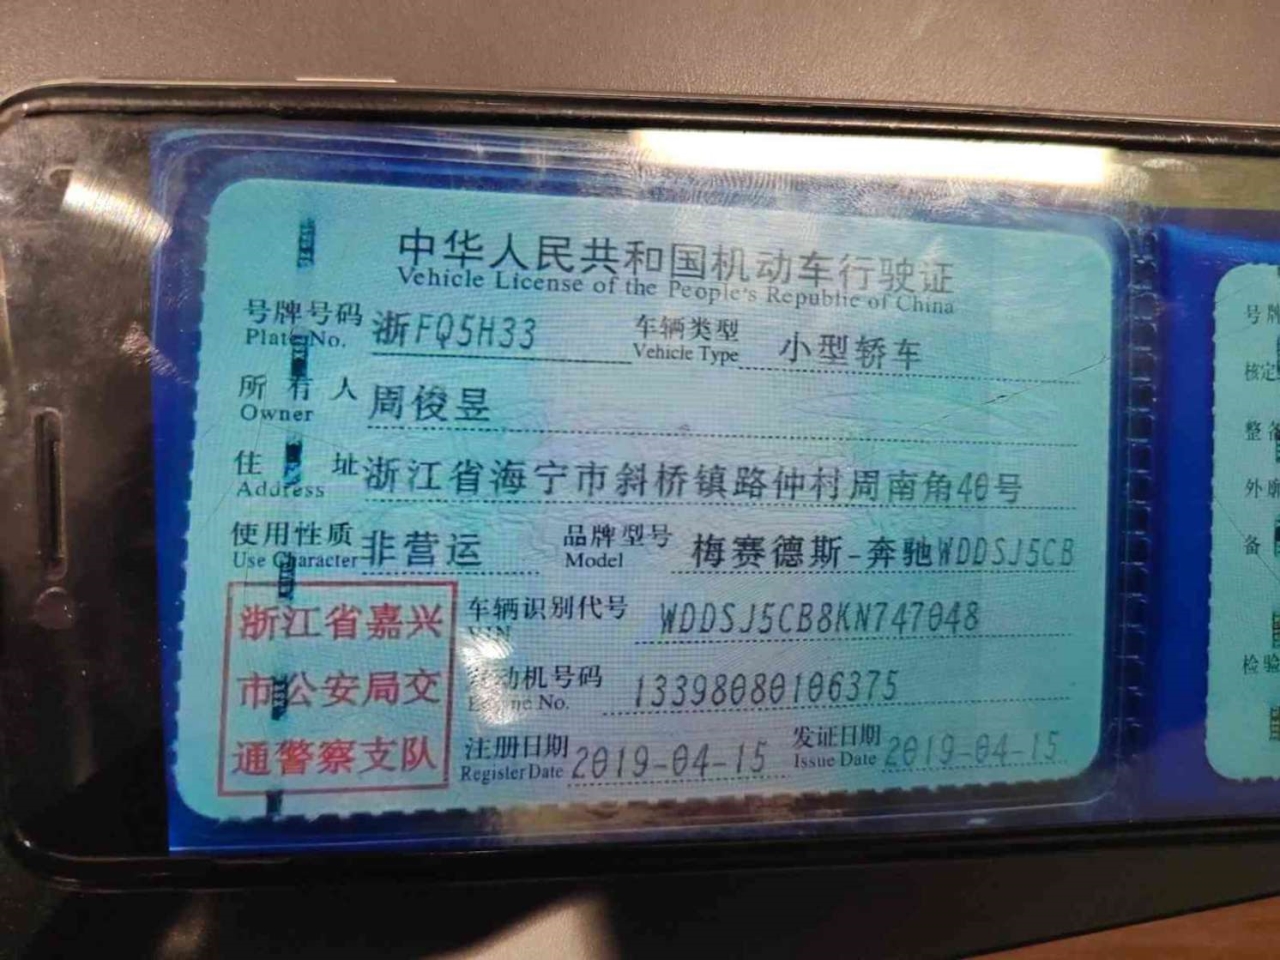 中华人民共和国机动车行驶证
Vehicle License of the People's Republic of China
号牌号码 浙FQ5H33 车辆类型 小型轿车
Plate No. Vehicle Type
所有人 周俊昱
Owner
住址 浙江省海宁市斜桥镇路仲村周南角40号
Address
使用性质 非营运 品牌型号 梅赛德斯-奔驰WDDSJ5CB
Use Character Model
浙江省嘉兴
市公安局交
通警察支队
车辆识别代号 WDDSJ5CB8KN747048
VIN
发动机号码 13398080106375
Engine No.
注册日期 2019-04-15 发证日期 2019-04-15
Register Date Issue Date
号牌
核定
整备
外廓
备
检验